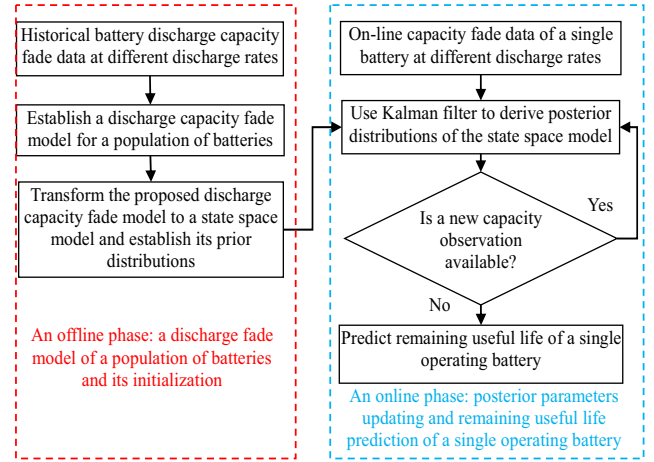 Historical battery discharge capacity
fade data at different discharge rates
Establish a discharge capacity fade
model for a population of batteries
Transform the proposed discharge
capacity fade model to a state space
model and establish its prior
distributions
An offline phase: a discharge fade
model of a population of batteries
and its initialization
On-line capacity fade data of a single
battery at different discharge rates
Use Kalman filter to derive posterior
distributions of the state space model
Is a new capacity
observation
available?
Yes
No
Predict remaining useful life of a single
operating battery
An online phase: posterior parameters
updating and remaining useful life
prediction of a single operating battery